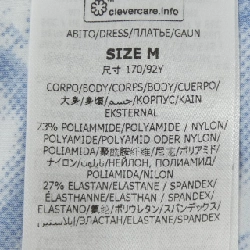 clevercare.info
ABITO/DRESS/ПЛАТЬЕ/GAUN
SIZE M
尺寸 170/92Y
CORPO/BODY/CORPS/BODY/CUERPO/
大身/身頃/جسم/КОРПУС/KAIN
EKSTERNAL
73% POLIAMMIDE/POLYAMIDE / NYLON/
POLYAMIDE/POLYAMID ODER NYLON/
POLIAMIDA/聚酰胺纤维/尼龙/ポリアミド/
ナイロン/بولياميد/НЕЙЛОН, ПОЛИАМИД/
POLIAMIDA/NILON
27% ELASTAN/ELASTANE / SPANDEX/
ÉLASTHANNE/ELASTHAN / SPANDEX/
ELASTANO/氨纶/ポリウレタン/スパンデックス/
ЭЛАСТАН/ELASTANE/SPANDEX